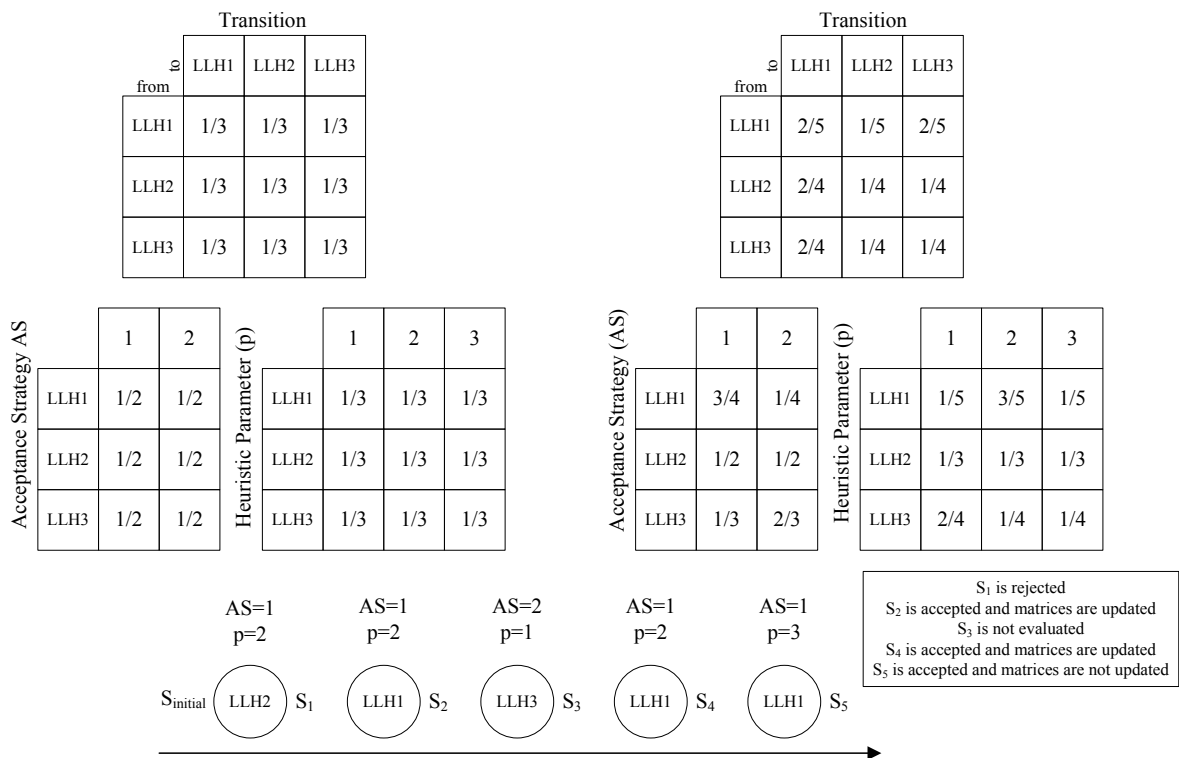 Transition
to LLH1 LLH2 LLH3
from
LLH1 1/3 1/3 1/3
LLH2 1/3 1/3 1/3
LLH3 1/3 1/3 1/3
Transition
to LLH1 LLH2 LLH3
from
LLH1 2/5 1/5 2/5
LLH2 2/4 1/4 1/4
LLH3 2/4 1/4 1/4
Acceptance Strategy AS
1 2
LLH1 1/2 1/2
LLH2 1/2 1/2
LLH3 1/2 1/2
Heuristic Parameter (p)
1 2 3
LLH1 1/3 1/3 1/3
LLH2 1/3 1/3 1/3
LLH3 1/3 1/3 1/3
Acceptance Strategy (AS)
1 2
LLH1 3/4 1/4
LLH2 1/2 1/2
LLH3 1/3 2/3
Heuristic Parameter (p)
1 2 3
LLH1 1/5 3/5 1/5
LLH2 1/3 1/3 1/3
LLH3 2/4 1/4 1/4
AS=1 AS=1 AS=2 AS=1 AS=1
p=2 p=2 p=1 p=2 p=3
Sinitial LLH2 S1 LLH1 S2 LLH3 S3 LLH1 S4 LLH1 S5
S1 is rejected
S2 is accepted and matrices are updated
S3 is not evaluated
S4 is accepted and matrices are updated
S5 is accepted and matrices are not updated